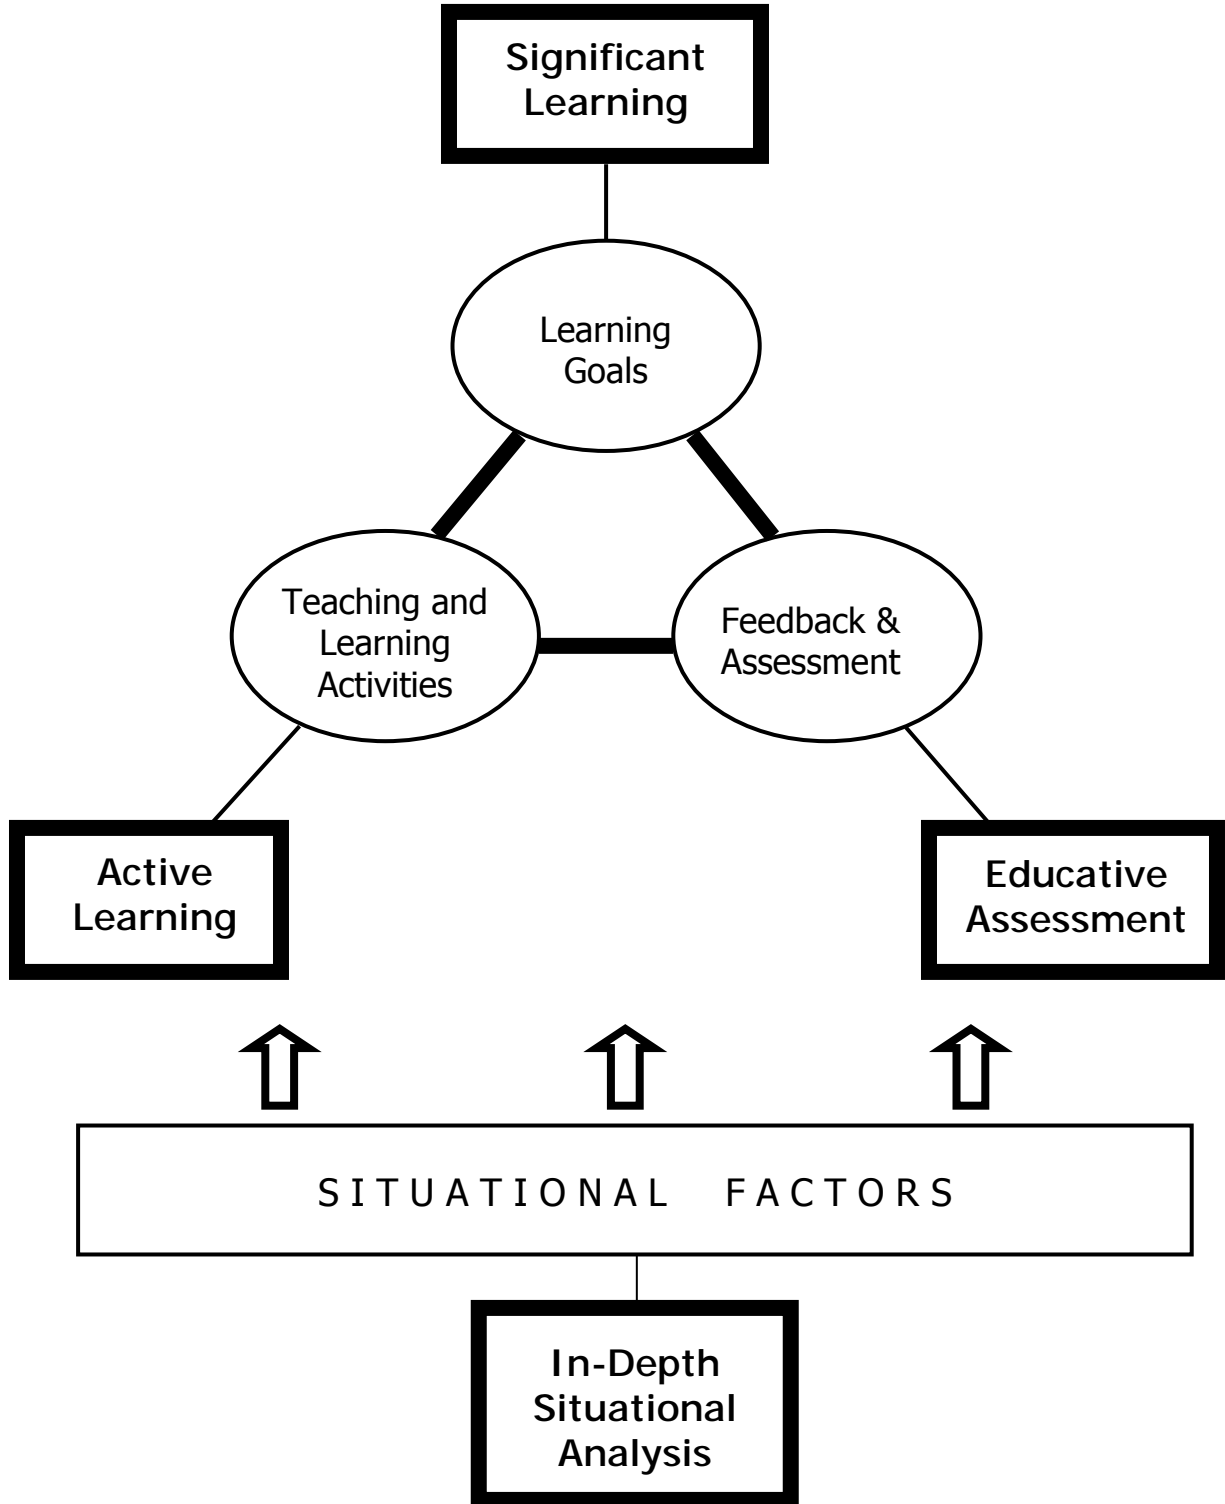 Significant
Learning
Learning
Goals
Teaching and
Learning
Activities
Feedback &
Assessment
Active
Learning
Educative
Assessment
SITUATIONAL FACTORS
In-Depth
Situational
Analysis